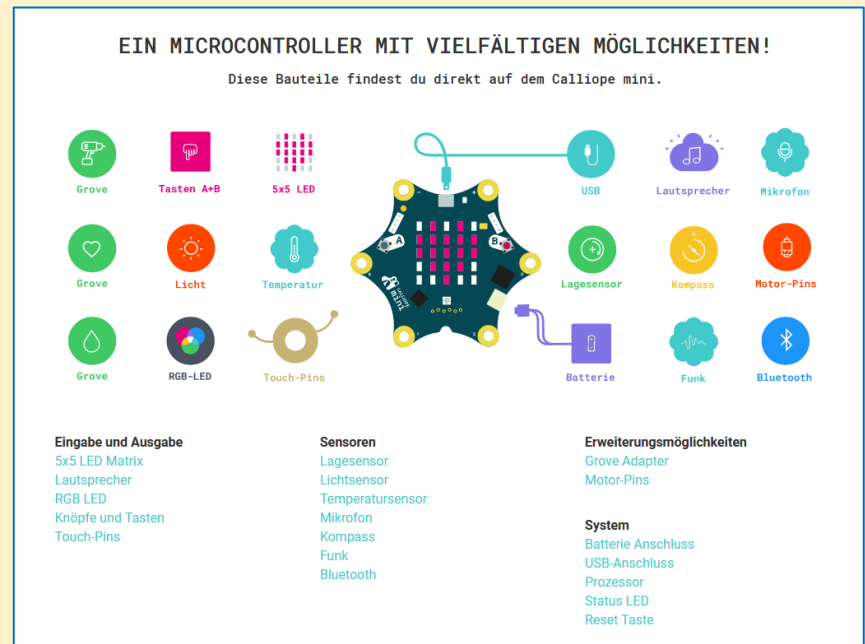 EIN MICROCONTROLLER MIT VIELFÄLTIGEN MÖGLICHKEITEN!
Diese Bauteile findest du direkt auf dem Calliope mini.
Grove
Tasten A+B
5x5 LED
USB
Lautsprecher
Mikrofon
A
B
CALLIOPE
mini
Grove
Licht
Temperatur
Lagesensor
Kompass
Motor-Pins
Grove
RGB-LED
Touch-Pins
Batterie
Funk
Bluetooth
Eingabe und Ausgabe
5x5 LED Matrix
Lautsprecher
RGB LED
Knöpfe und Tasten
Touch-Pins
Sensoren
Lagesensor
Lichtsensor
Temperatursensor
Mikrofon
Kompass
Funk
Bluetooth
Erweiterungsmöglichkeiten
Grove Adapter
Motor-Pins
System
Batterie Anschluss
USB-Anschluss
Prozessor
Status LED
Reset Taste